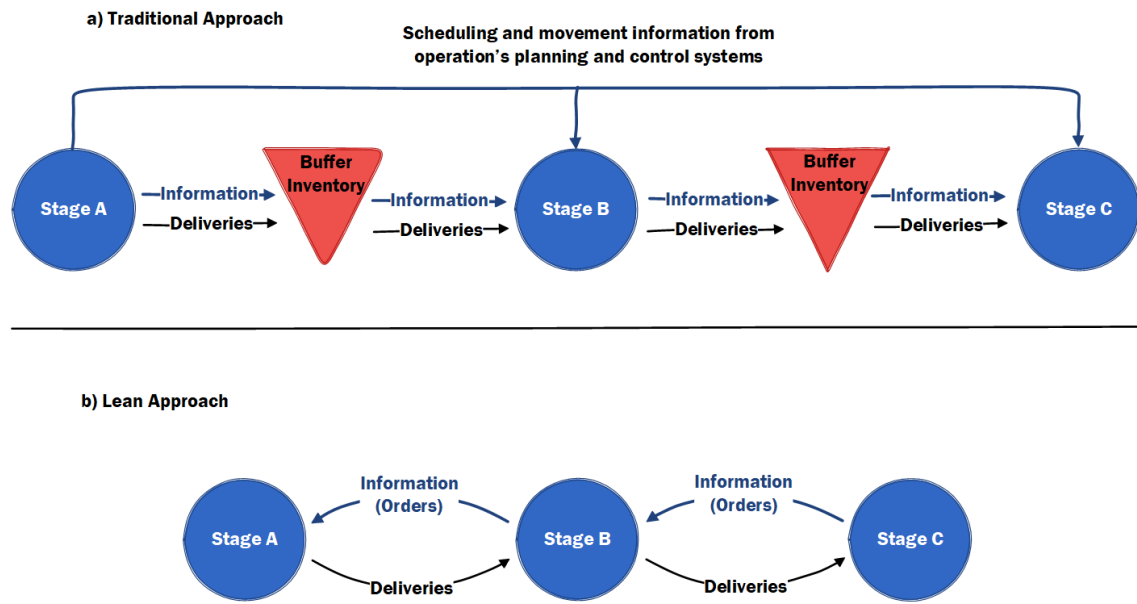 a) Traditional Approach
Scheduling and movement information from
operation's planning and control systems
Stage A
Information
Deliveries
Buffer
Inventory
Information
Deliveries
Stage B
Information
Deliveries
Buffer
Inventory
Information
Deliveries
Stage C
b) Lean Approach
Stage A
Information
(Orders)
Deliveries
Stage B
Information
(Orders)
Deliveries
Stage C